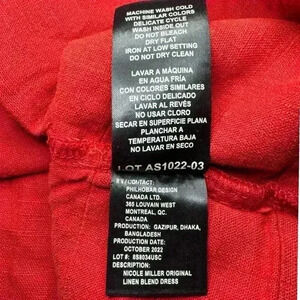 MACHINE WASH COLD
WITH SIMILAR COLORS
DELICATE CYCLE
WASH INSIDE OUT
DO NOT BLEACH
DRY FLAT
IRON AT LOW SETTING
DO NOT DRY CLEAN
LAVAR A MÁQUINA
EN AGUA FRÍA
CON COLORES SIMILARES
EN CICLO DELICADO
LAVAR AL REVÉS
NO USAR CLORO
SECAR EN SUPERFICIE PLANA
PLANCHAR A
TEMPERATURA BAJA
NO LAVAR EN SECO
LOT AS1022-03
CONTACT:
PHILHOBAR DESIGN
CANADA LTD.
365 LOUVAIN WEST
MONTREAL, QC.
CANADA
PRODUCTION: GAZIPUR, DHAKA,
BANGLADESH
PRODUCTION DATE:
OCTOBER 2022
LOT #: 8S8034USC
DESCRIPTION:
NICOLE MILLER ORIGINAL
LINEN BLEND DRESS